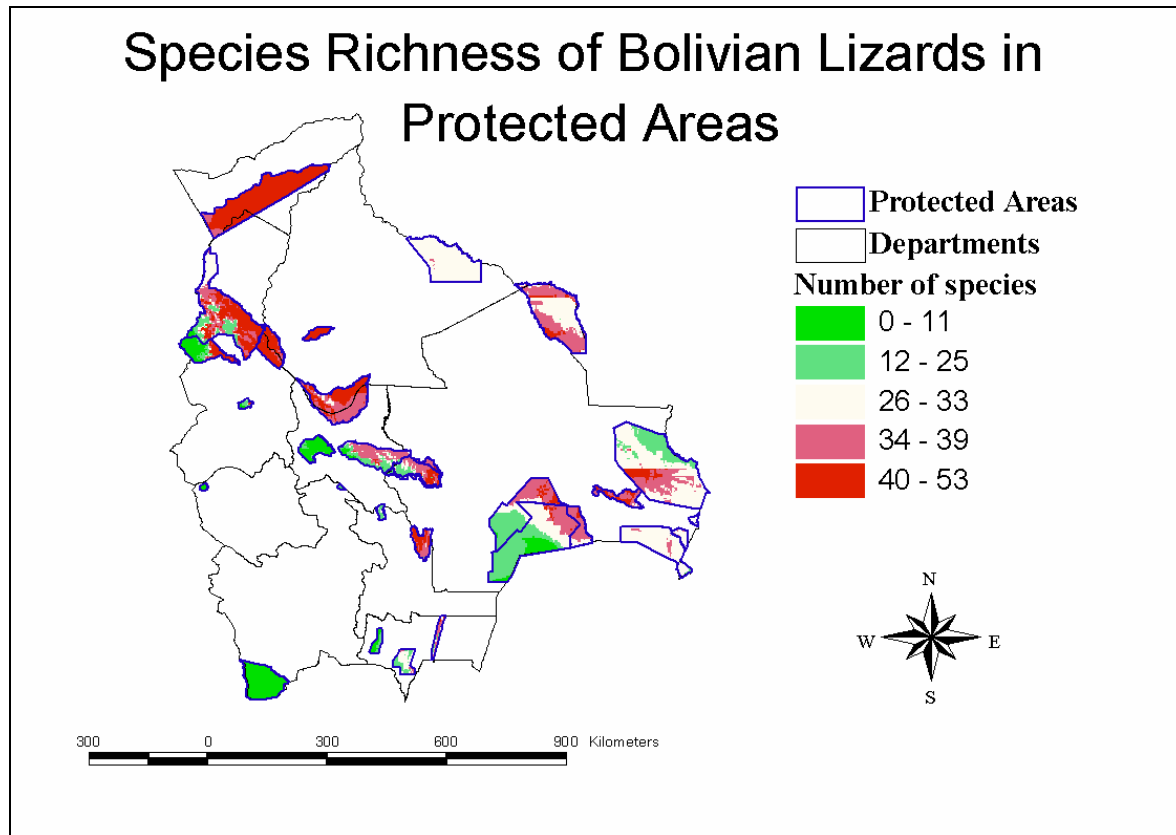 Species Richness of Bolivian Lizards in
Protected Areas
Protected Areas
Departments
Number of species
0 - 11
12 - 25
26 - 33
34 - 39
40 - 53
N
W E
S
300 0 300 600 900 Kilometers